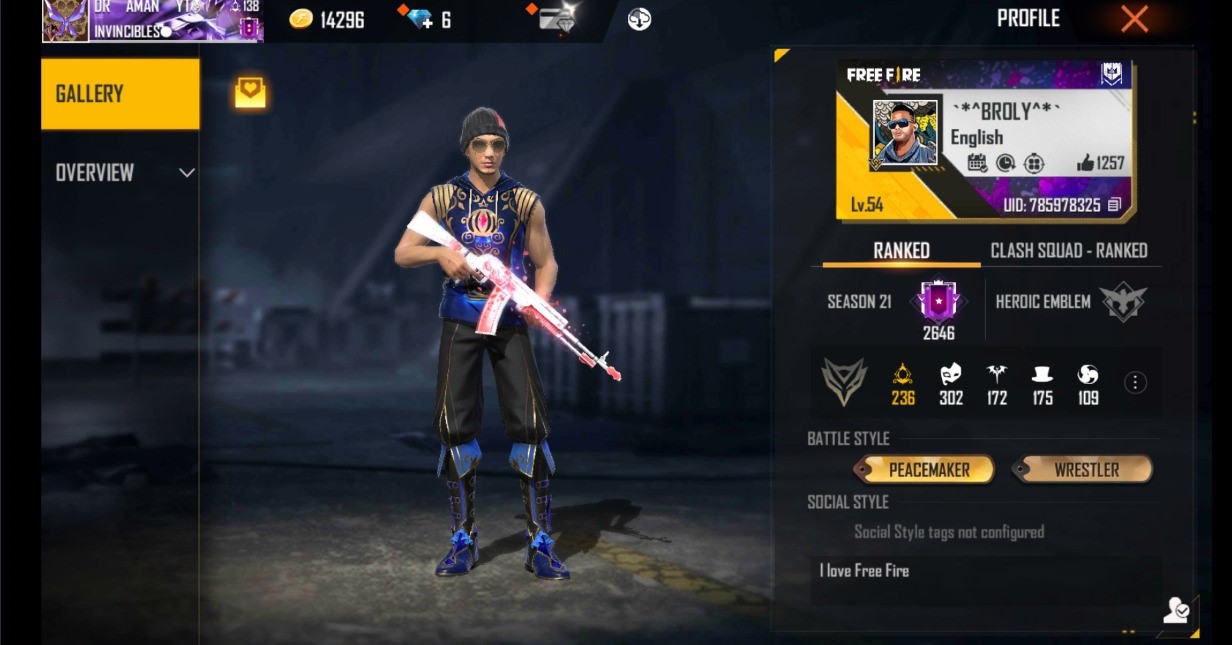 DR AMAN YT
138
INVINCIBLES
14296
6
PROFILE
GALLERY
OVERVIEW
FREE FIRE
`*^BROLY^*`
English
1257
Lv.54
UID: 785978325
RANKED
CLASH SQUAD - RANKED
SEASON 21
2646
HEROIC EMBLEM
236 302 172 175 109
BATTLE STYLE
PEACEMAKER
WRESTLER
SOCIAL STYLE
Social Style tags not configured
I love Free Fire